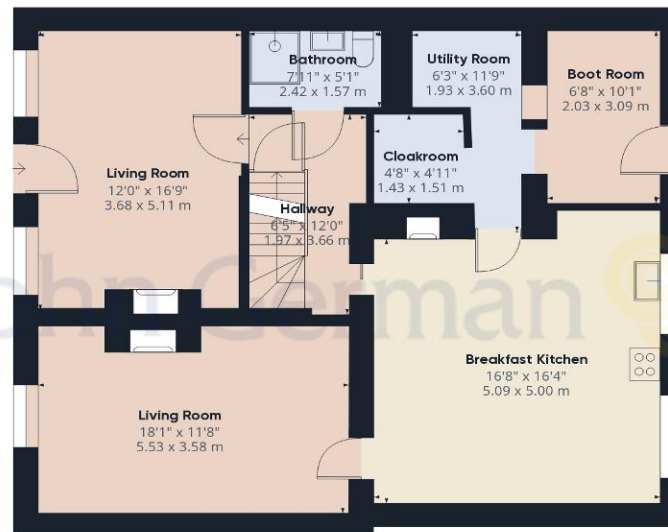 Bathroom
7'11" x 5'1"
2.42 x 1.57 m
Utility Room
6'3" x 11'9"
1.93 x 3.60 m
Boot Room
6'8" x 10'1"
2.03 x 3.09 m
Cloakroom
4'8" x 4'11"
1.43 x 1.51 m
Living Room
12'0" x 16'9"
3.68 x 5.11 m
Hallway
6'5" x 12'0"
1.97 x 3.66 m
John German
Breakfast Kitchen
16'8" x 16'4"
5.09 x 5.00 m
Living Room
18'1" x 11'8"
5.53 x 3.58 m